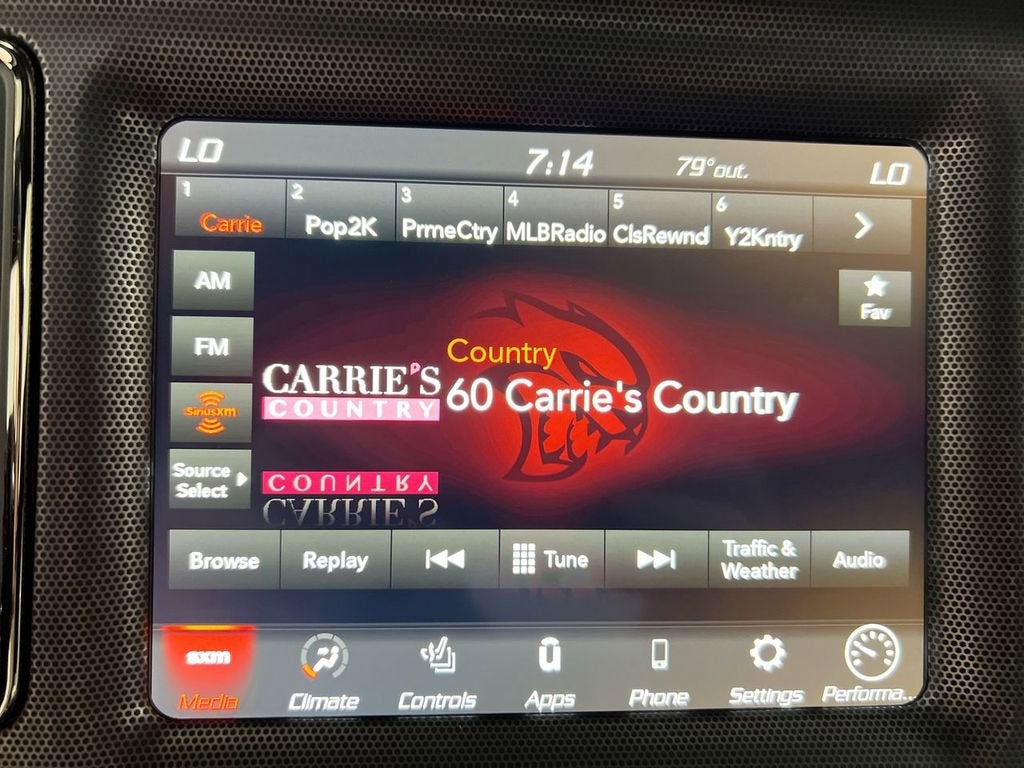 LO 7:14 79° out. LO
1 2 3 4 5 6
Carrie Pop2K PrmeCtry MLBRadio ClsRewnd Y2Kntry
AM
Fav
FM
Country
CARRIE'S
COUNTRY
60 Carrie's Country
SiriusXM
Source
Select
COUNTRY
CARRIE'S
Browse Replay Tune Traffic &
Weather Audio
sxm
Media Climate Controls Apps Phone Settings Performa...